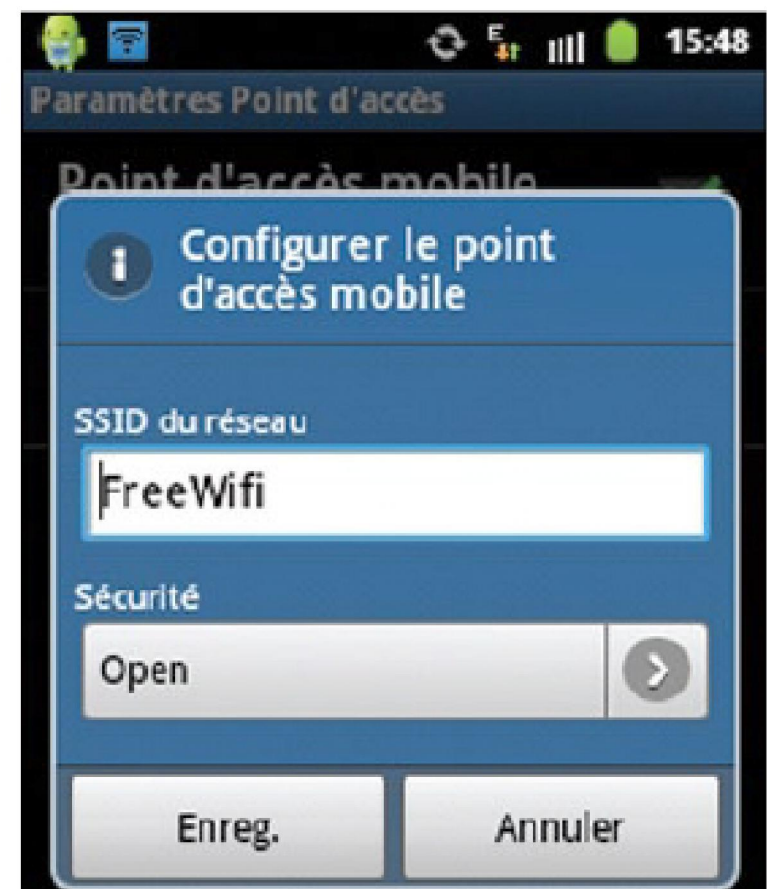 E
15:48
Paramètres Point d'accès
Point d'accès mobile
Configurer le point
d'accès mobile
SSID du réseau
FreeWifi
Sécurité
Open
Enreg.
Annuler